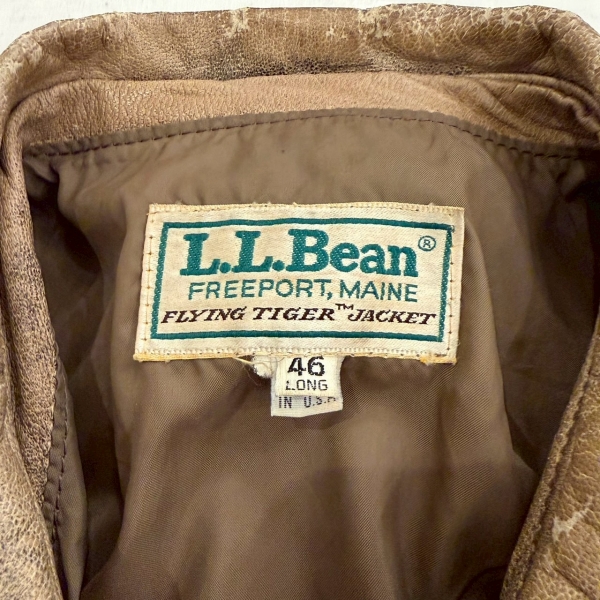 L.L.Bean®
FREEPORT, MAINE
FLYING TIGER™ JACKET
46
LONG
IN U.S.A